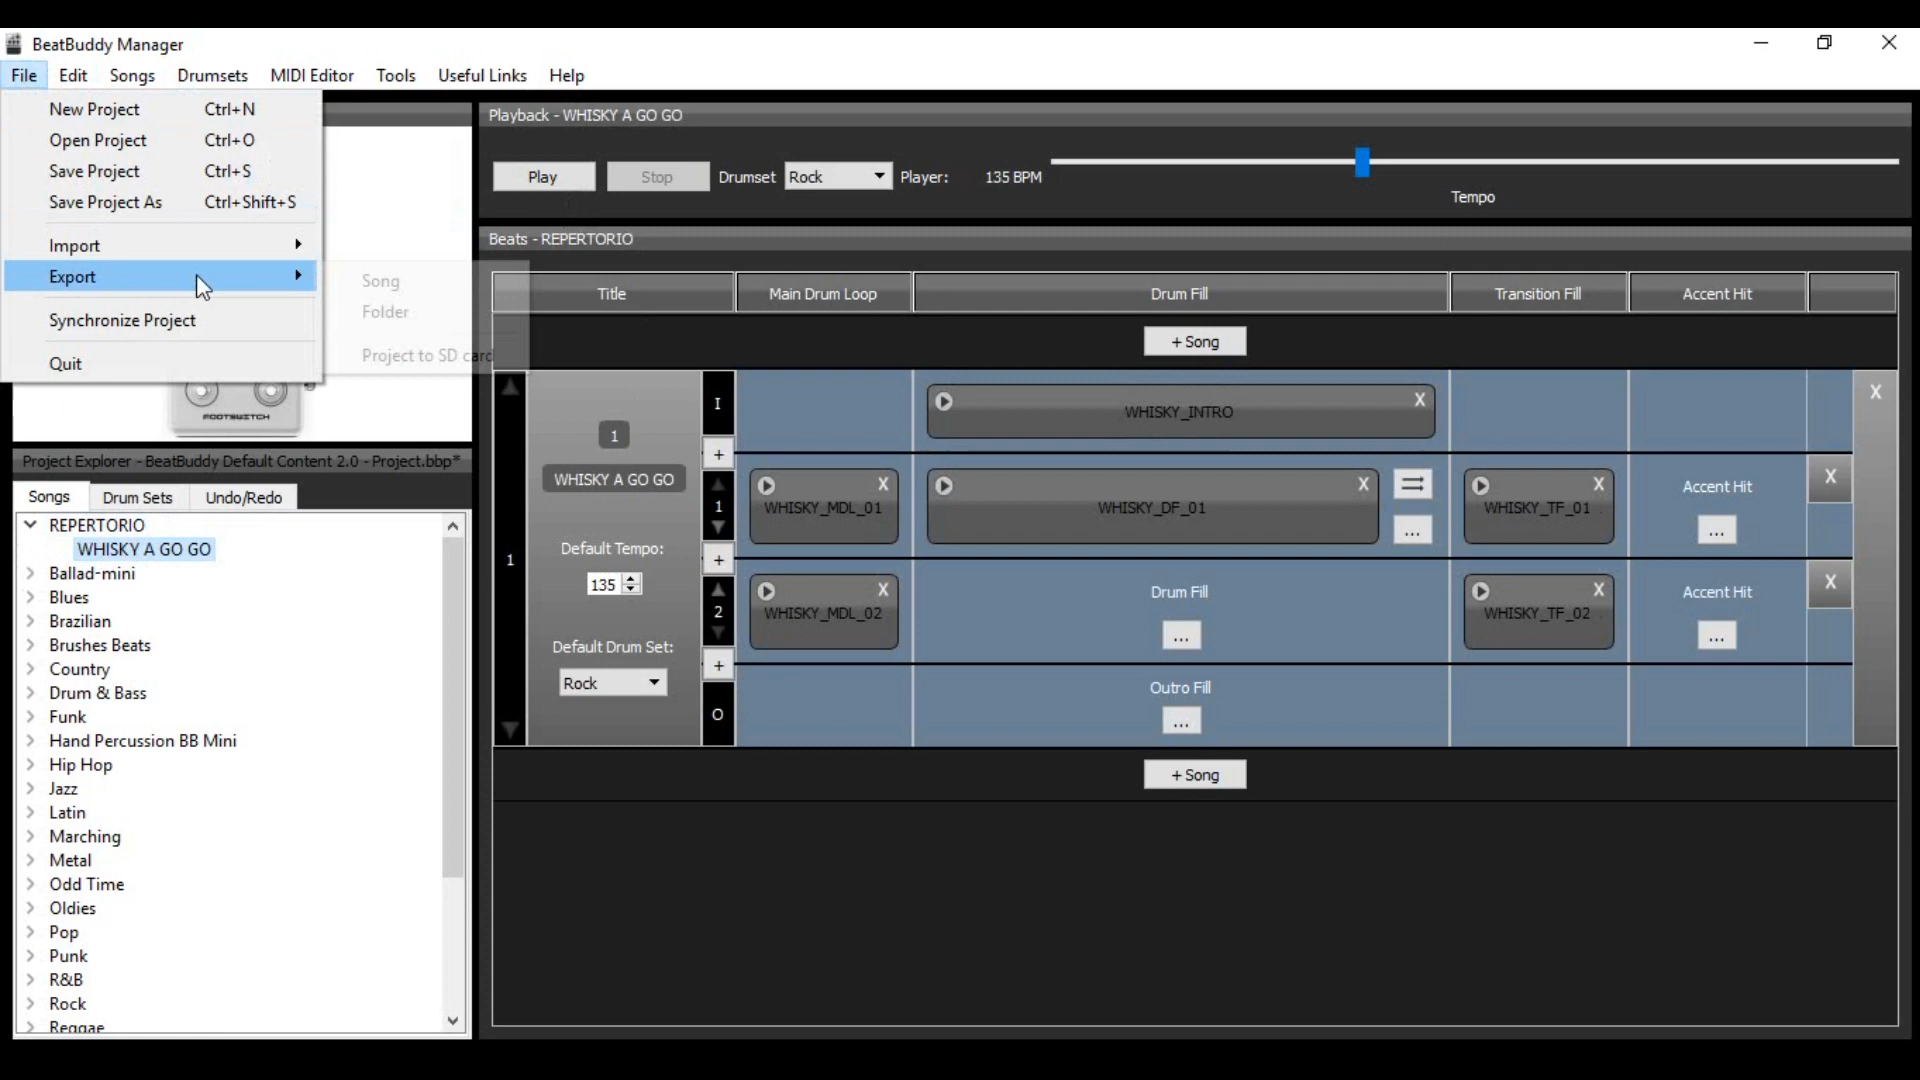 BeatBuddy Manager
File Edit Songs Drumsets MIDI Editor Tools Useful Links Help
New Project Ctrl+N
Open Project Ctrl+O
Save Project Ctrl+S
Save Project As Ctrl+Shift+S
Import
Export
Synchronize Project
Quit
Song
Folder
Project to SD card
FOOTSWITCH
Project Explorer - BeatBuddy Default Content 2.0 - Project.bbp*
Songs Drum Sets Undo/Redo
REPERTORIO
WHISKY A GO GO
Ballad-mini
Blues
Brazilian
Brushes Beats
Country
Drum & Bass
Funk
Hand Percussion BB Mini
Hip Hop
Jazz
Latin
Marching
Metal
Odd Time
Oldies
Pop
Punk
R&B
Rock
Reggae
Playback - WHISKY A GO GO
Play Stop Drumset Rock Player: 135 BPM
Tempo
Beats - REPERTORIO
Title Main Drum Loop Drum Fill Transition Fill Accent Hit
+ Song
1
1
WHISKY A GO GO
Default Tempo:
135
Default Drum Set:
Rock
I
+
WHISKY_INTRO X
X
1
+
WHISKY_MDL_01 X
WHISKY_DF_01 X
...
WHISKY_TF_01 X
Accent Hit
...
X
2
+
WHISKY_MDL_02 X
Drum Fill
...
WHISKY_TF_02 X
Accent Hit
...
X
O
Outro Fill
...
+ Song